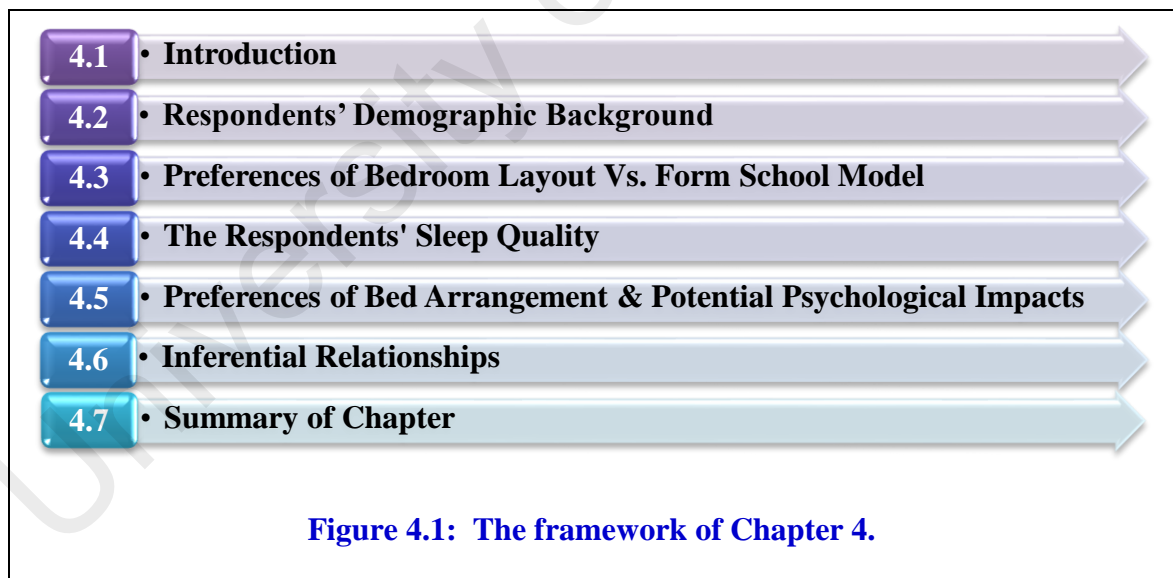 4.1 • Introduction
4.2 • Respondents' Demographic Background
4.3 • Preferences of Bedroom Layout Vs. Form School Model
4.4 • The Respondents' Sleep Quality
4.5 • Preferences of Bed Arrangement & Potential Psychological Impacts
4.6 • Inferential Relationships
4.7 • Summary of Chapter
Figure 4.1: The framework of Chapter 4.
University